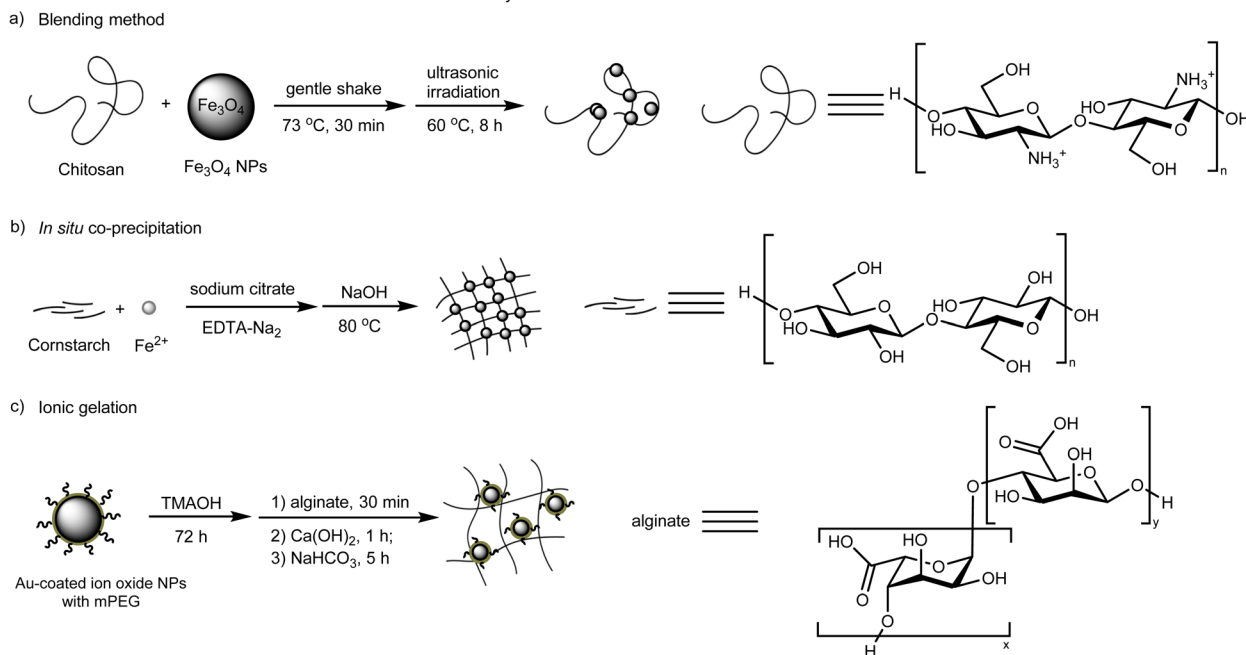 a) Blending method
Chitosan
+
Fe3O4
Fe3O4 NPs
gentle shake
73 ºC, 30 min
ultrasonic
irradiation
60 ºC, 8 h
H
O
HO
OH
O
NH3+
O
HO
NH3+
O
OH
OH
n
b) In situ co-precipitation
Cornstarch
+
Fe2+
sodium citrate
EDTA-Na2
NaOH
80 ºC
H
O
HO
OH
O
OH
O
HO
OH
O
OH
OH
n
c) Ionic gelation
Au-coated ion oxide NPs
with mPEG
TMAOH
72 h
1) alginate, 30 min
2) Ca(OH)2, 1 h;
3) NaHCO3, 5 h
alginate
O
OH
OH
O
HO
O
O
H
y
HO
HO
O
O
OH
O
H
x